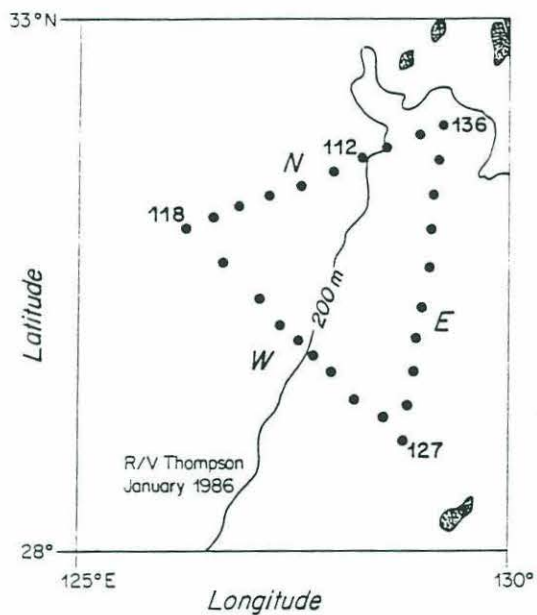 33°N
136
112
N
118
200 m
E
W
127
R/V Thompson
January 1986
28°
125°E
130°
Latitude
Longitude